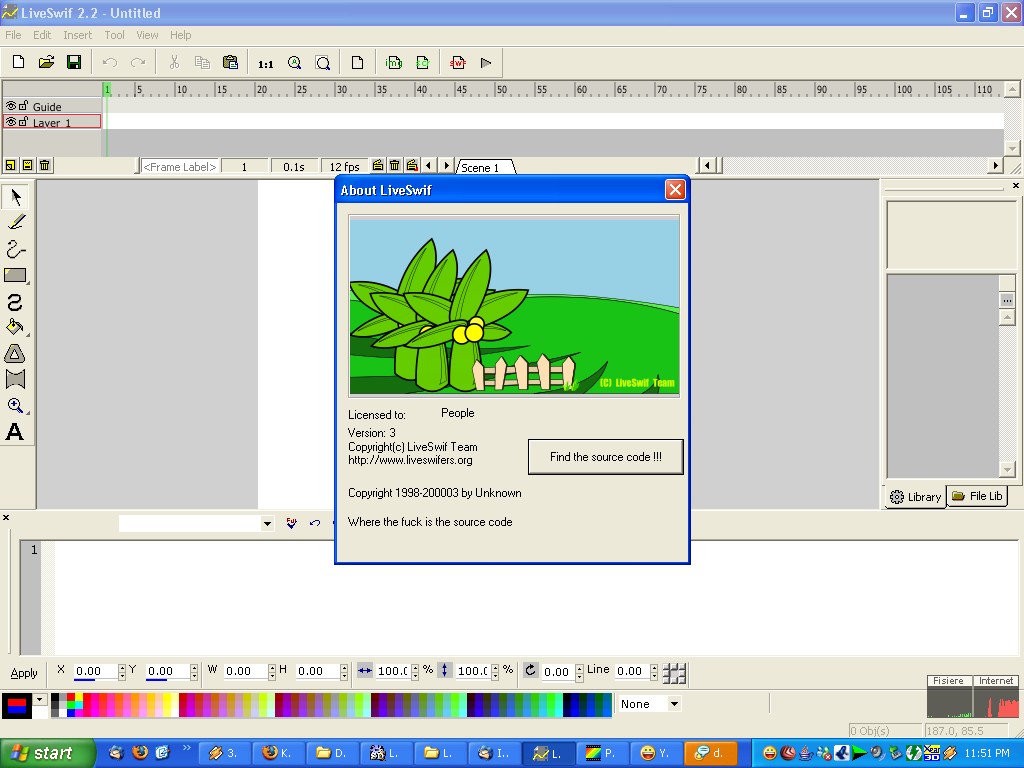 LiveSwif 2.2 - Untitled
File Edit Insert Tool View Help
1:1
1 5 10 15 20 25 30 35 40 45 50 55 60 65 70 75 80 85 90 95 100 105 110
Guide
Layer 1
<Frame Label> 1 0.1s 12 fps Scene 1
About LiveSwif
(C) LiveSwif Team
Licensed to: People
Version: 3
Copyright(c) LiveSwif Team
http://www.liveswifers.org
Find the source code !!!
Copyright 1998-200003 by Unknown
Where the fuck is the source code
A
Library File Lib
1
Apply X 0.00 Y 0.00 W 0.00 H 0.00 100.( % 100.( % 0.00 Line 0.00
Fisiere Internet
None
0 Obj(s) 187.0, 85.5
start 3. K. D. L. L. I.. L. P. Y. d. 11:51 PM